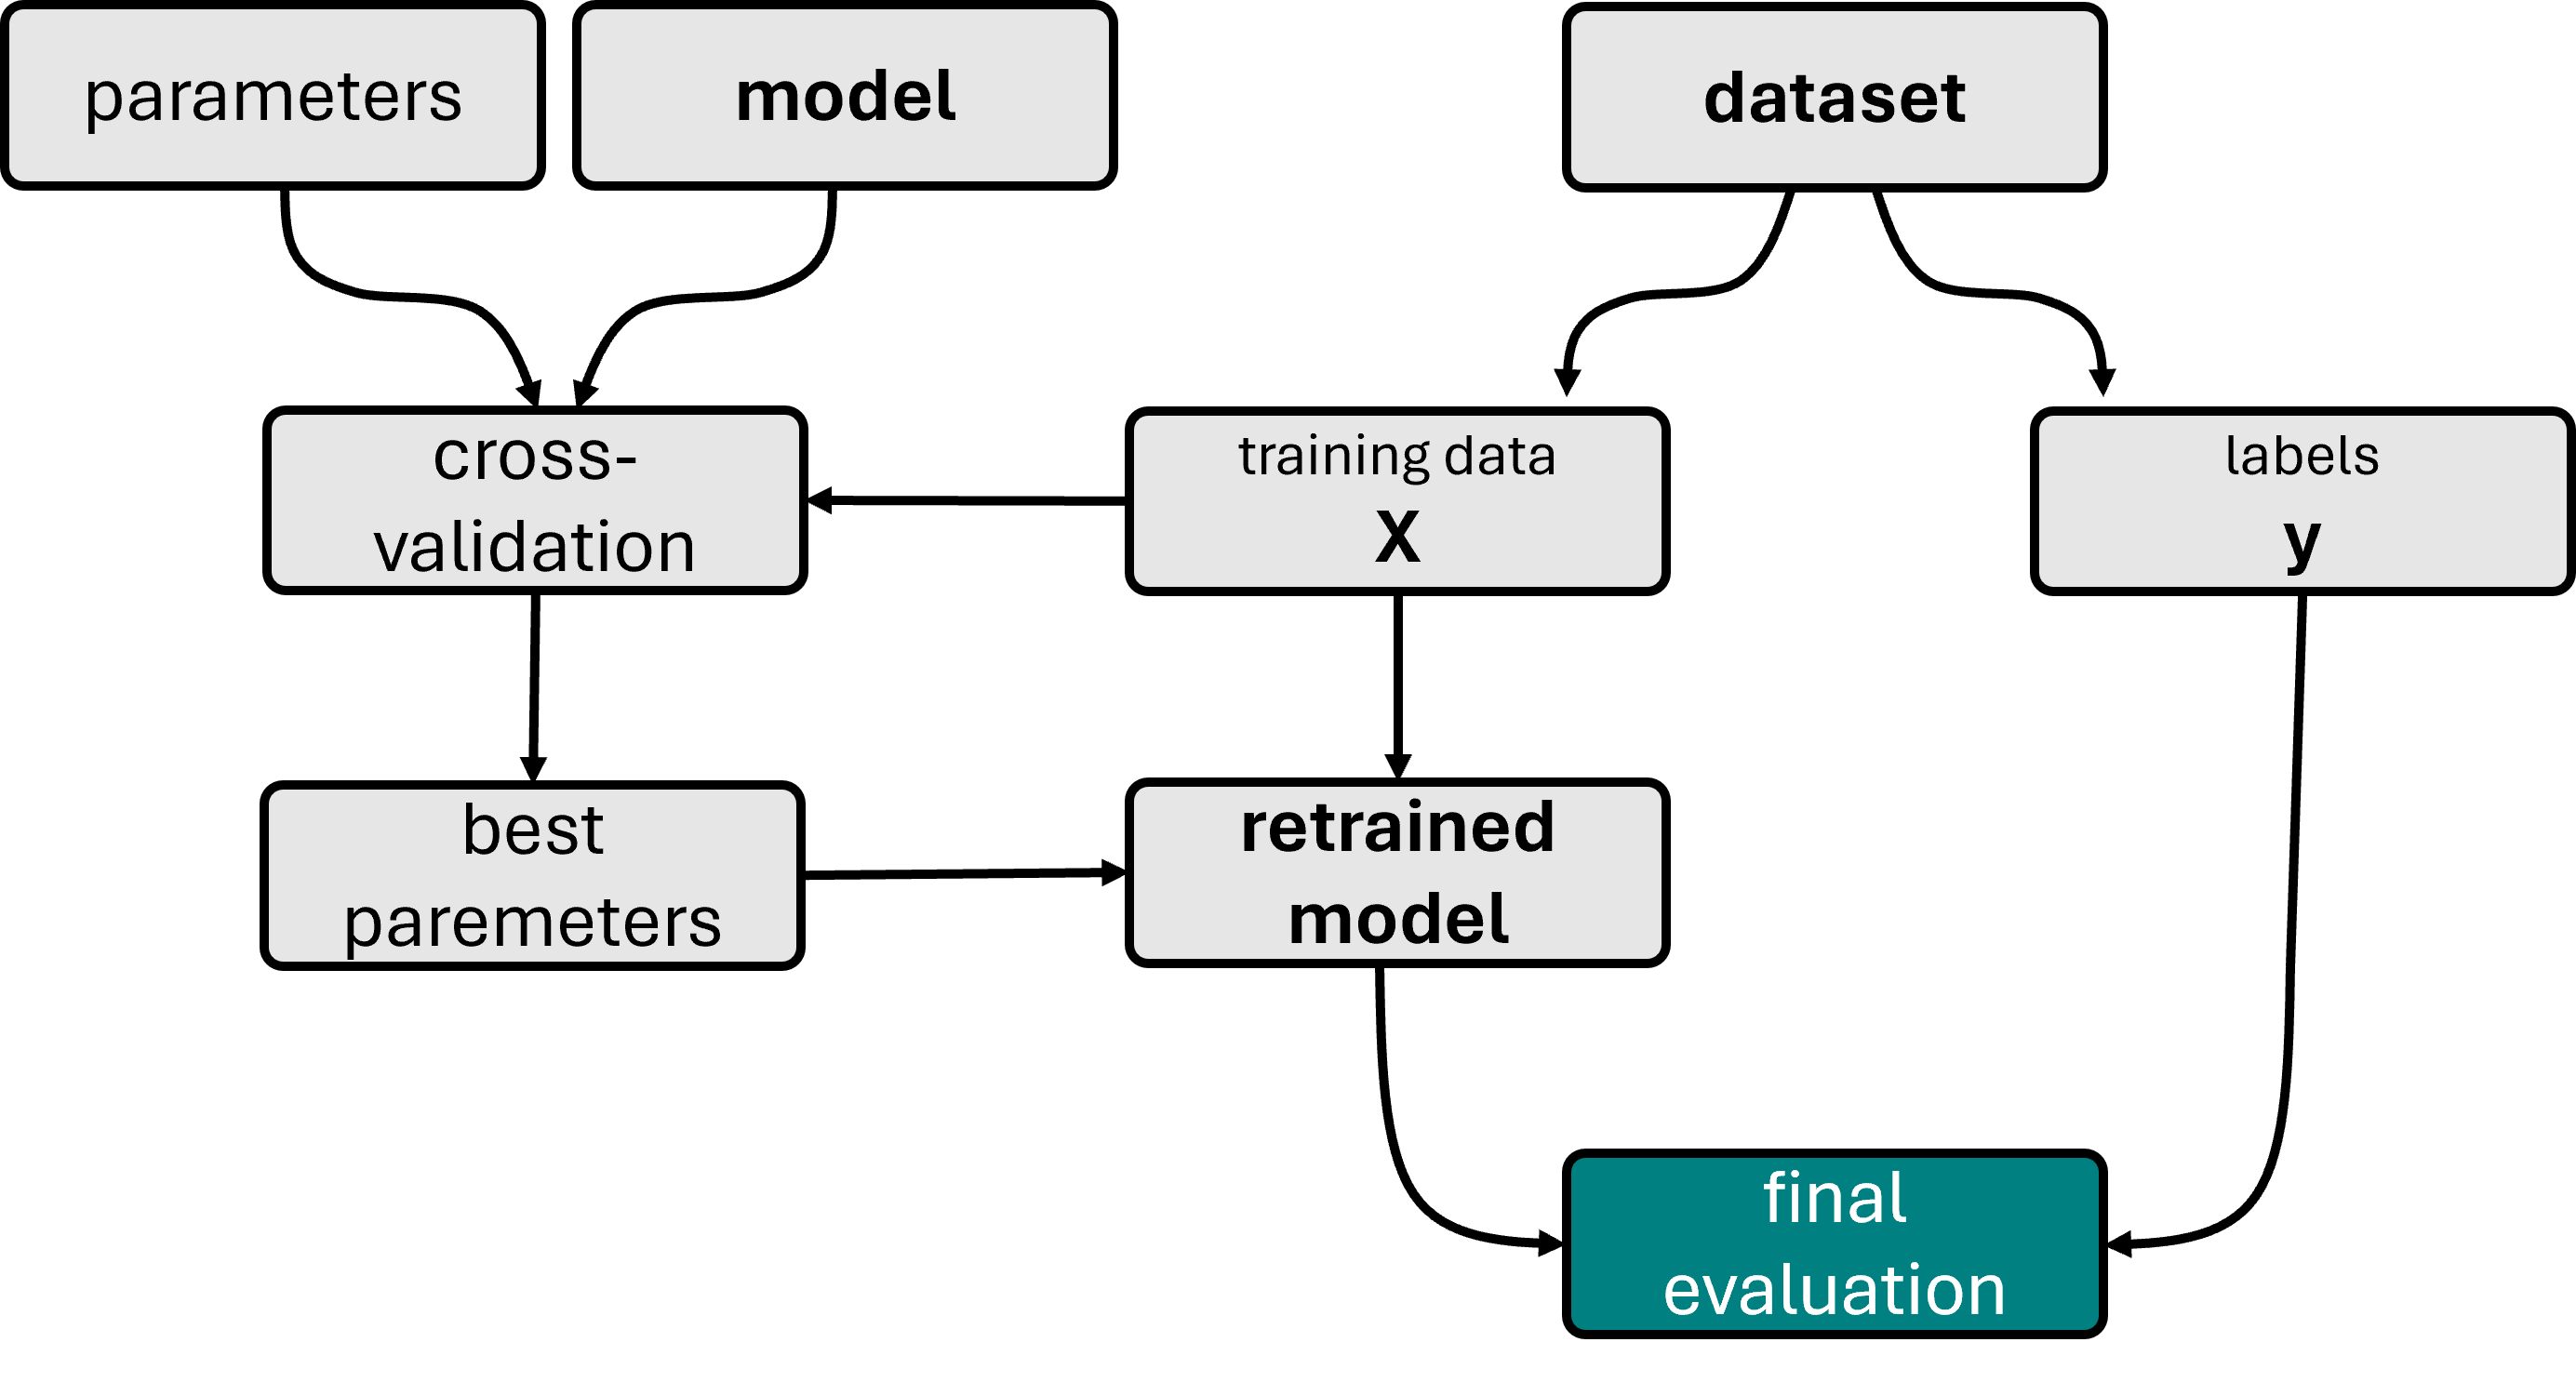 parameters
model
dataset
cross-
validation
training data
X
labels
y
best
paremeters
retrained
model
final
evaluation